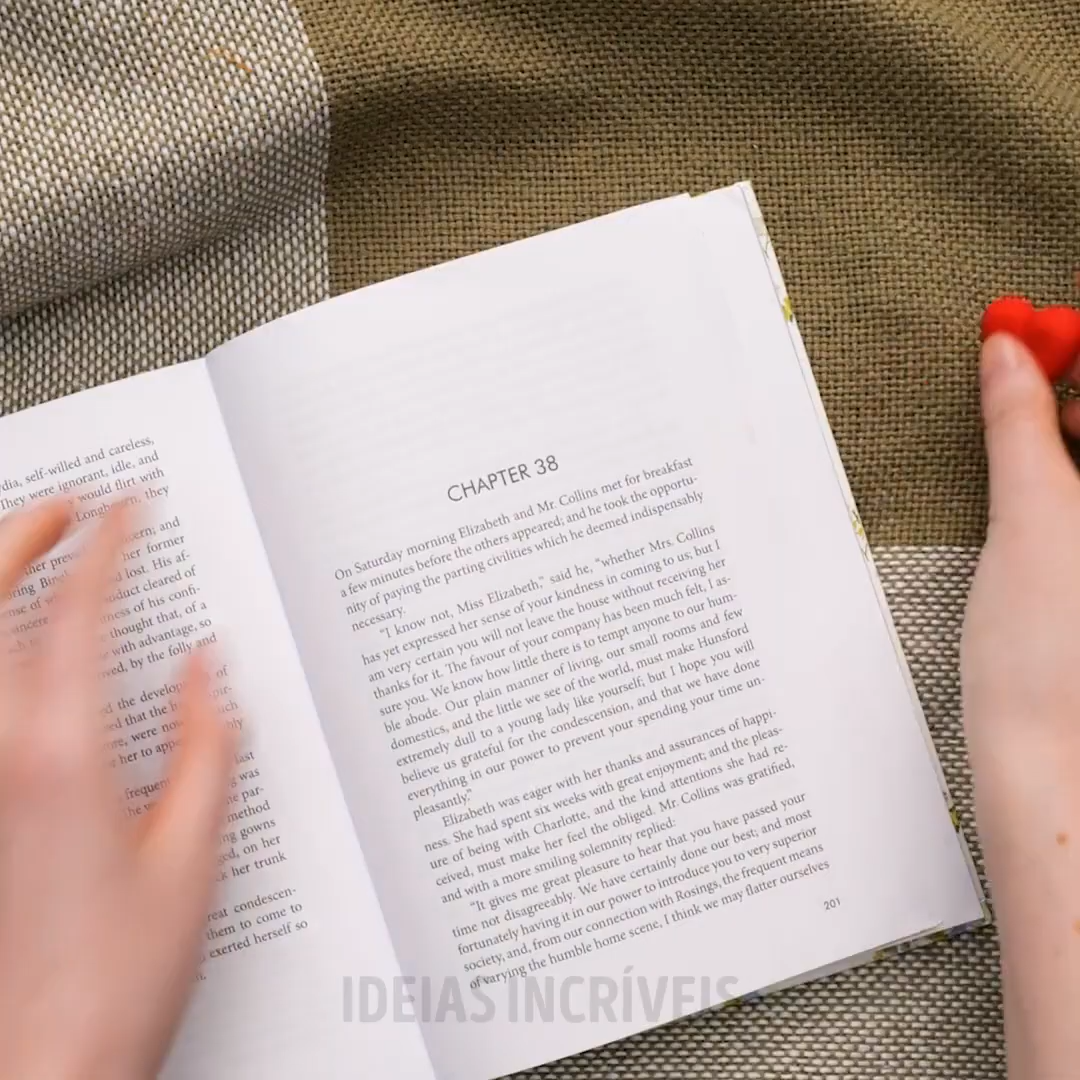 dia, self-willed and careless,
They were ignorant, idle, and
would flirt with
Longbourn, they
and
her former
lost. His af-
conduct cleared of
of his confi-
thought that, of a
with advantage, so
by the folly and
the develop of
that the
were
her to
last
was
par-
method
gowns
on her
her trunk
condescen-
them to come to
exerted herself so
CHAPTER 38
On Saturday morning Elizabeth and Mr. Collins met for breakfast
a few minutes before the others appeared; and he took the opportu-
nity of paying the parting civilities which he deemed indispensably
necessary.
“I know not, Miss Elizabeth,” said he, “whether Mrs. Collins
has yet expressed her sense of your kindness in coming to us; but I
am very certain you will not leave the house without receiving her
thanks for it. The favour of your company has been much felt, I as-
sure you. We know how little there is to tempt anyone to our hum-
ble abode. Our plain manner of living, our small rooms and few
domestics, and the little we see of the world, must make Hunsford
extremely dull to a young lady like yourself; but I hope you will
believe us grateful for the condescension, and that we have done
everything in our power to prevent your spending your time un-
pleasantly.”
Elizabeth was eager with her thanks and assurances of happi-
ness. She had spent six weeks with great enjoyment; and the pleas-
ure of being with Charlotte, and the kind attentions she had re-
ceived, must make her feel the obliged. Mr. Collins was gratified,
and with a more smiling solemnity replied:
“It gives me great pleasure to hear that you have passed your
time not disagreeably. We have certainly done our best; and most
fortunately having it in our power to introduce you to very superior
society, and, from our connection with Rosings, the frequent means
of varying the humble home scene, I think we may flatter ourselves
201
IDEIAS INCRÍVEIS